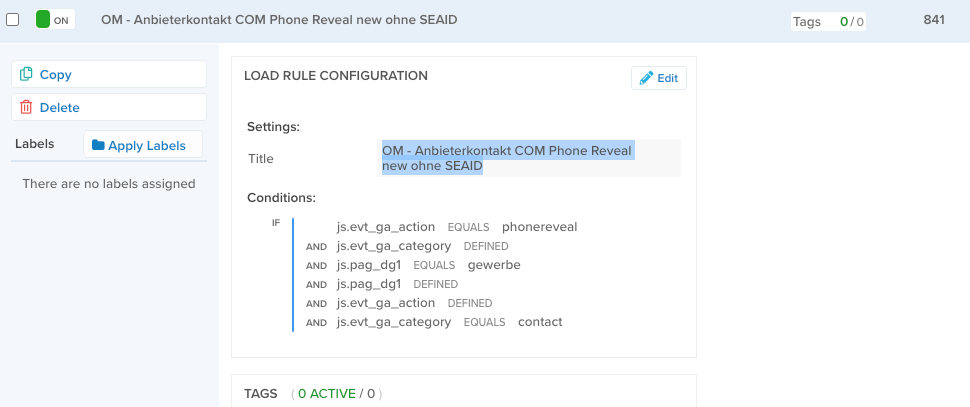 ON OM - Anbieterkontakt COM Phone Reveal new ohne SEAID Tags 0 / 0 841
Copy
Delete
Labels Apply Labels
There are no labels assigned
LOAD RULE CONFIGURATION Edit
Settings:
Title OM - Anbieterkontakt COM Phone Reveal
new ohne SEAID
Conditions:
IF js.evt_ga_action EQUALS phonereveal
AND js.evt_ga_category DEFINED
AND js.pag_dg1 EQUALS gewerbe
AND js.pag_dg1 DEFINED
AND js.evt_ga_action DEFINED
AND js.evt_ga_category EQUALS contact
TAGS ( 0 ACTIVE / 0 )